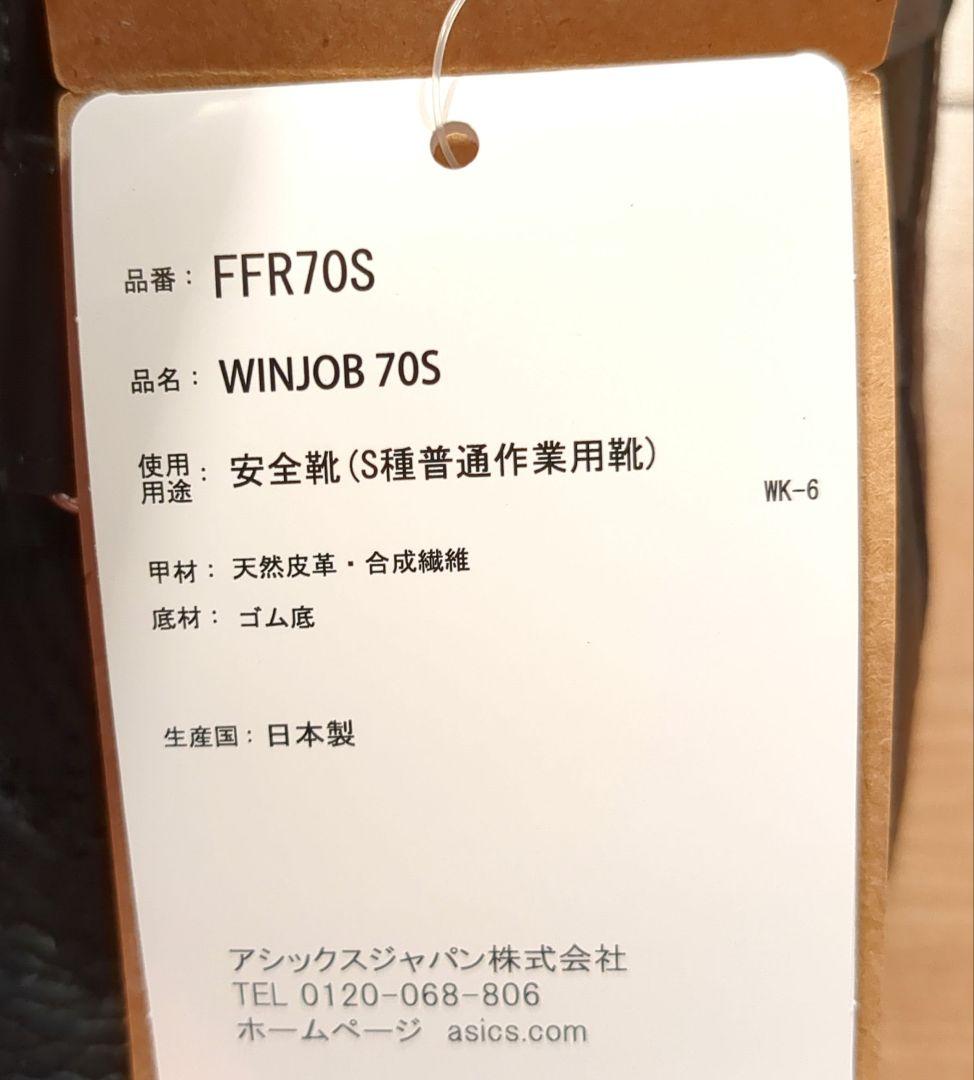 品番： FFR70S
品名： WINJOB 70S
使用用途： 安全靴(S種普通作業用靴)
WK-6
甲材： 天然皮革・合成繊維
底材： ゴム底
生産国：日本製
アシックスジャパン株式会社
TEL 0120-068-806
ホームページ asics.com